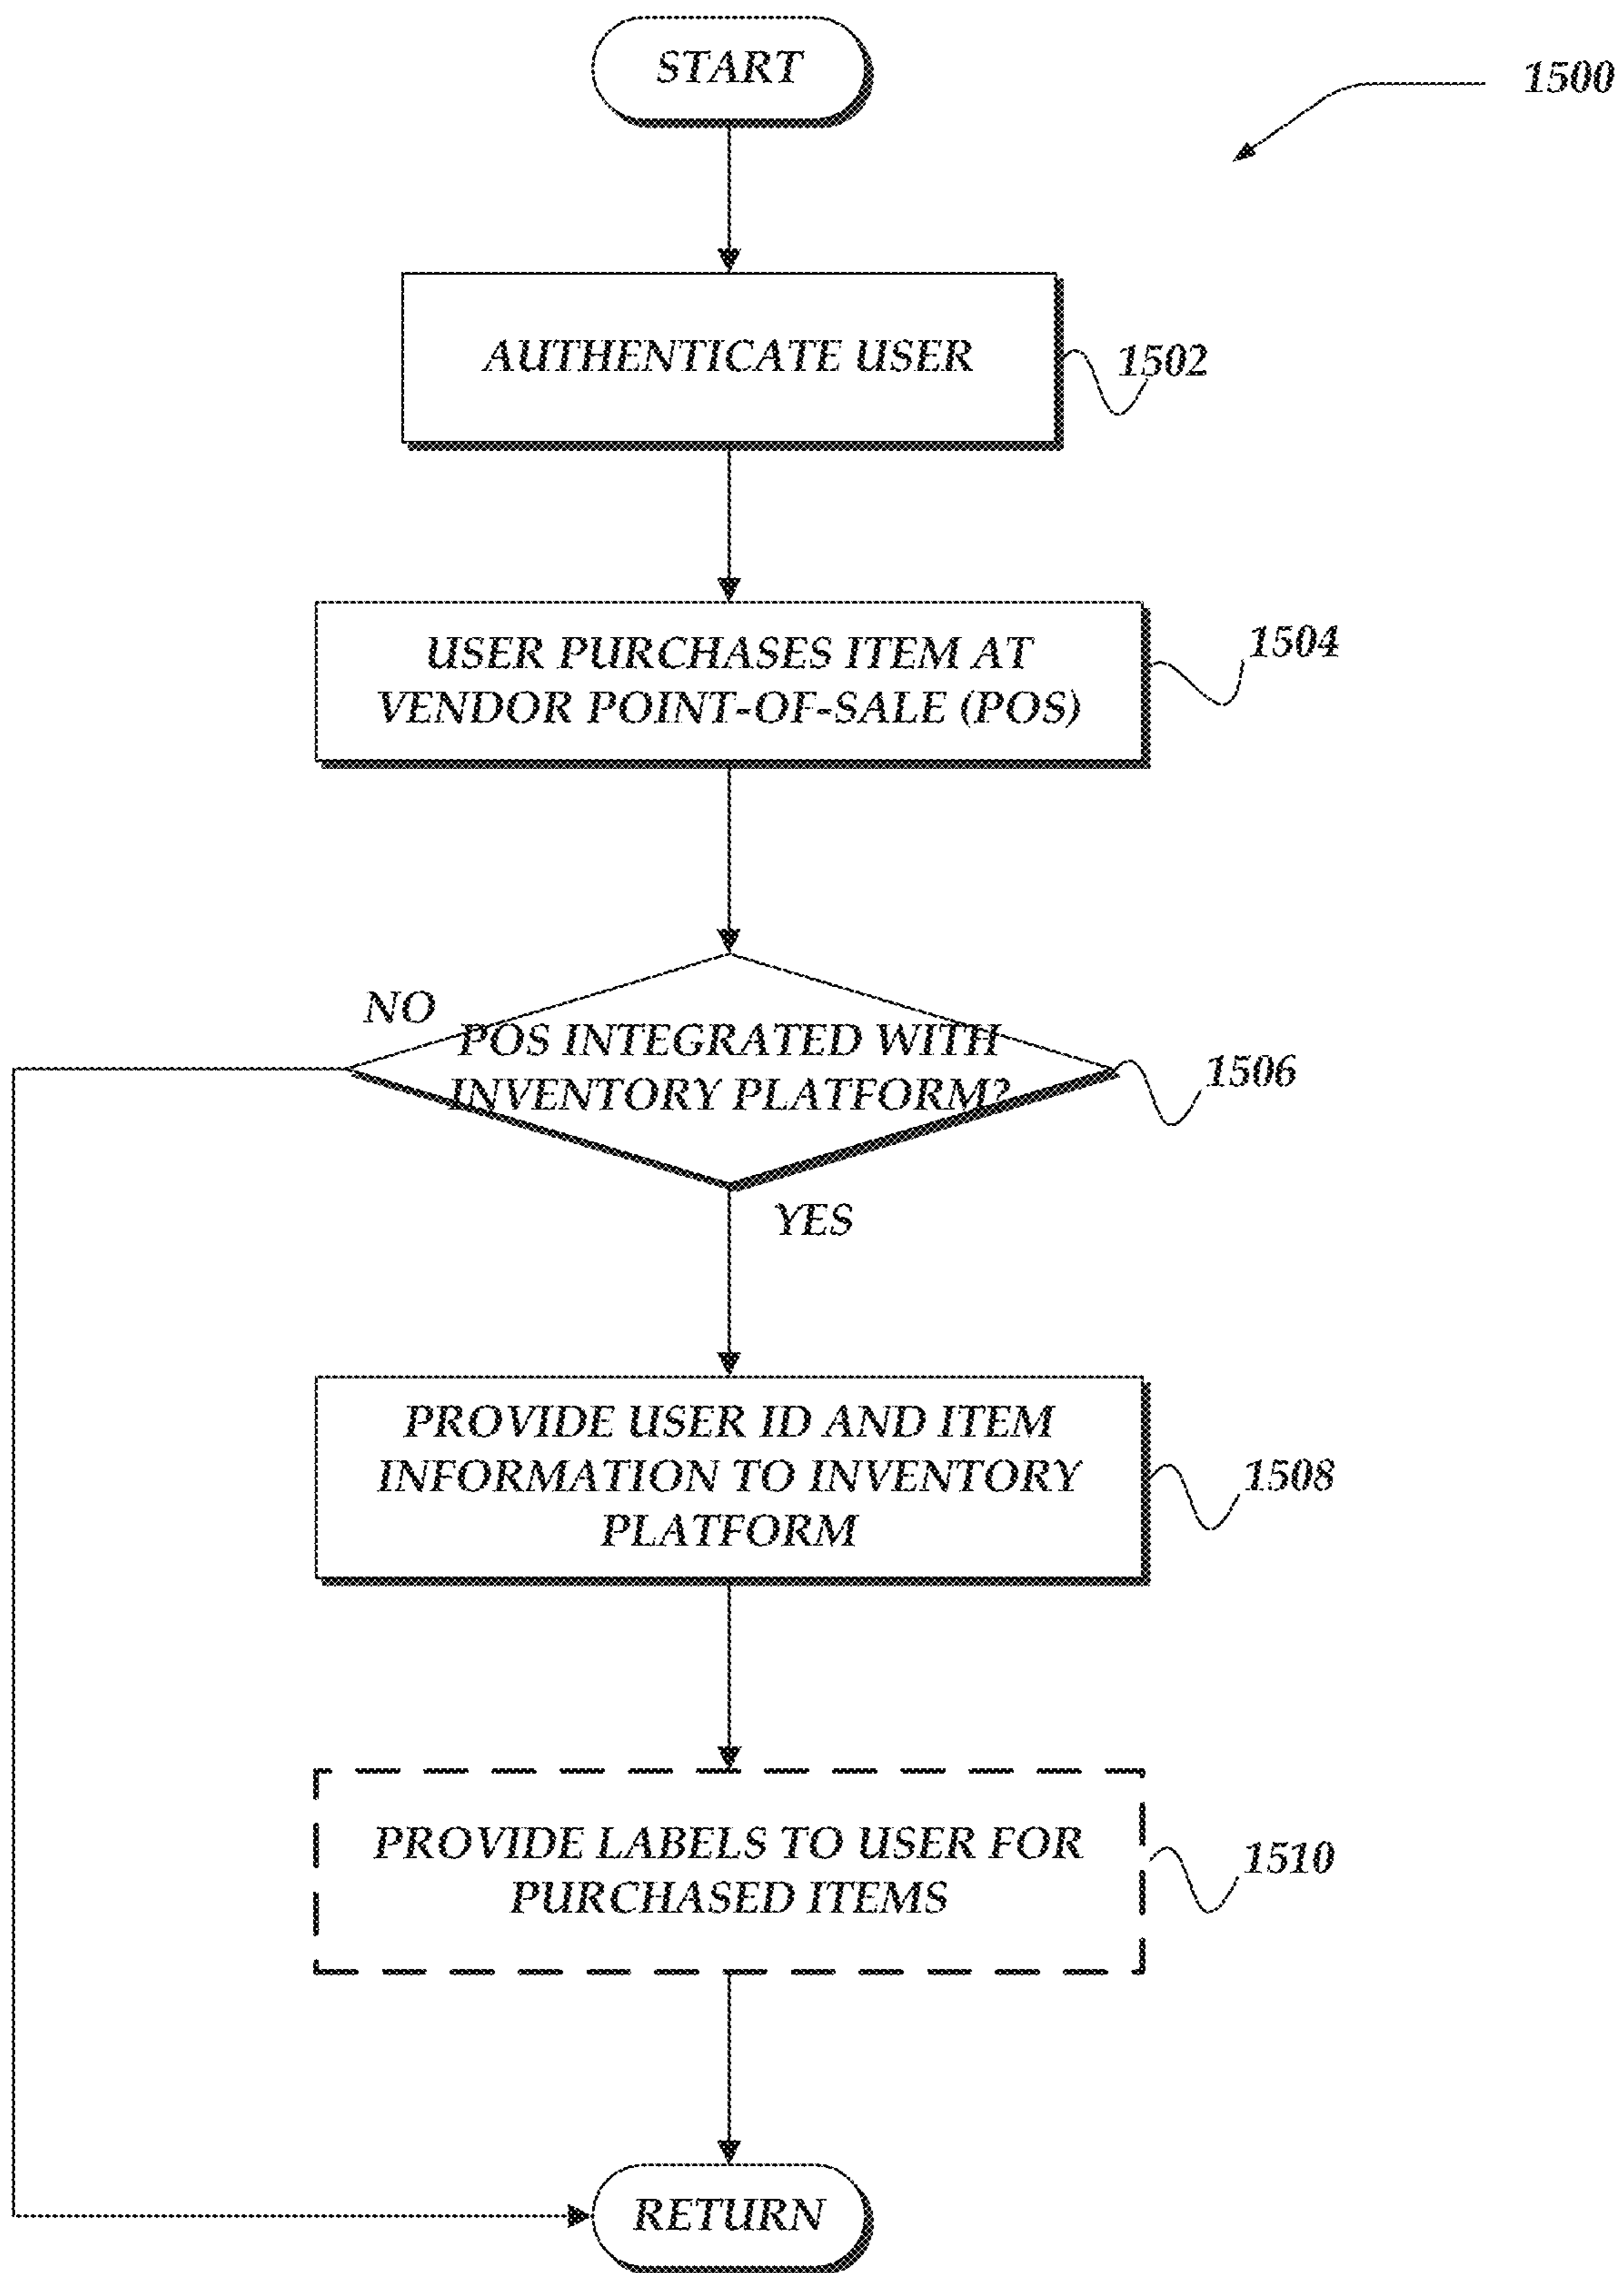 START
1500
AUTHENTICATE USER
1502
USER PURCHASES ITEM AT
VENDOR POINT-OF-SALE (POS)
1504
NO
POS INTEGRATED WITH
INVENTORY PLATFORM?
1506
YES
PROVIDE USER ID AND ITEM
INFORMATION TO INVENTORY
PLATFORM
1508
PROVIDE LABELS TO USER FOR
PURCHASED ITEMS
1510
RETURN